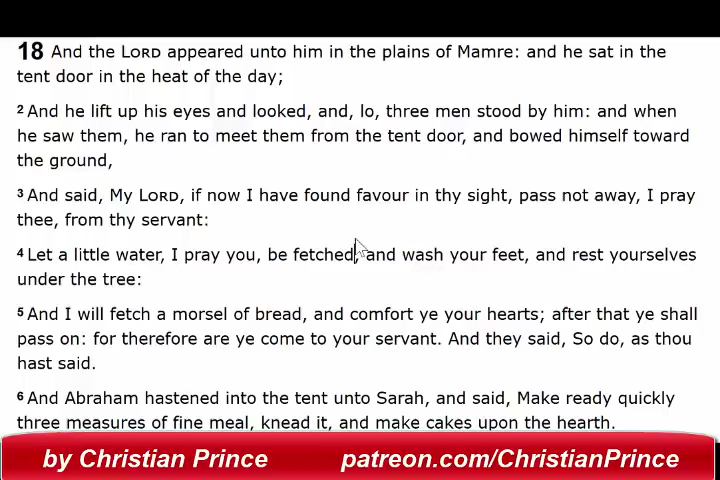 18 And the LORD appeared unto him in the plains of Mamre: and he sat in the
tent door in the heat of the day;
2 And he lift up his eyes and looked, and, lo, three men stood by him: and when
he saw them, he ran to meet them from the tent door, and bowed himself toward
the ground,
3 And said, My LORD, if now I have found favour in thy sight, pass not away, I pray
thee, from thy servant:
4 Let a little water, I pray you, be fetched, and wash your feet, and rest yourselves
under the tree:
5 And I will fetch a morsel of bread, and comfort ye your hearts; after that ye shall
pass on: for therefore are ye come to your servant. And they said, So do, as thou
hast said.
6 And Abraham hastened into the tent unto Sarah, and said, Make ready quickly
three measures of fine meal, knead it, and make cakes upon the hearth.
by Christian Prince patreon.com/ChristianPrince